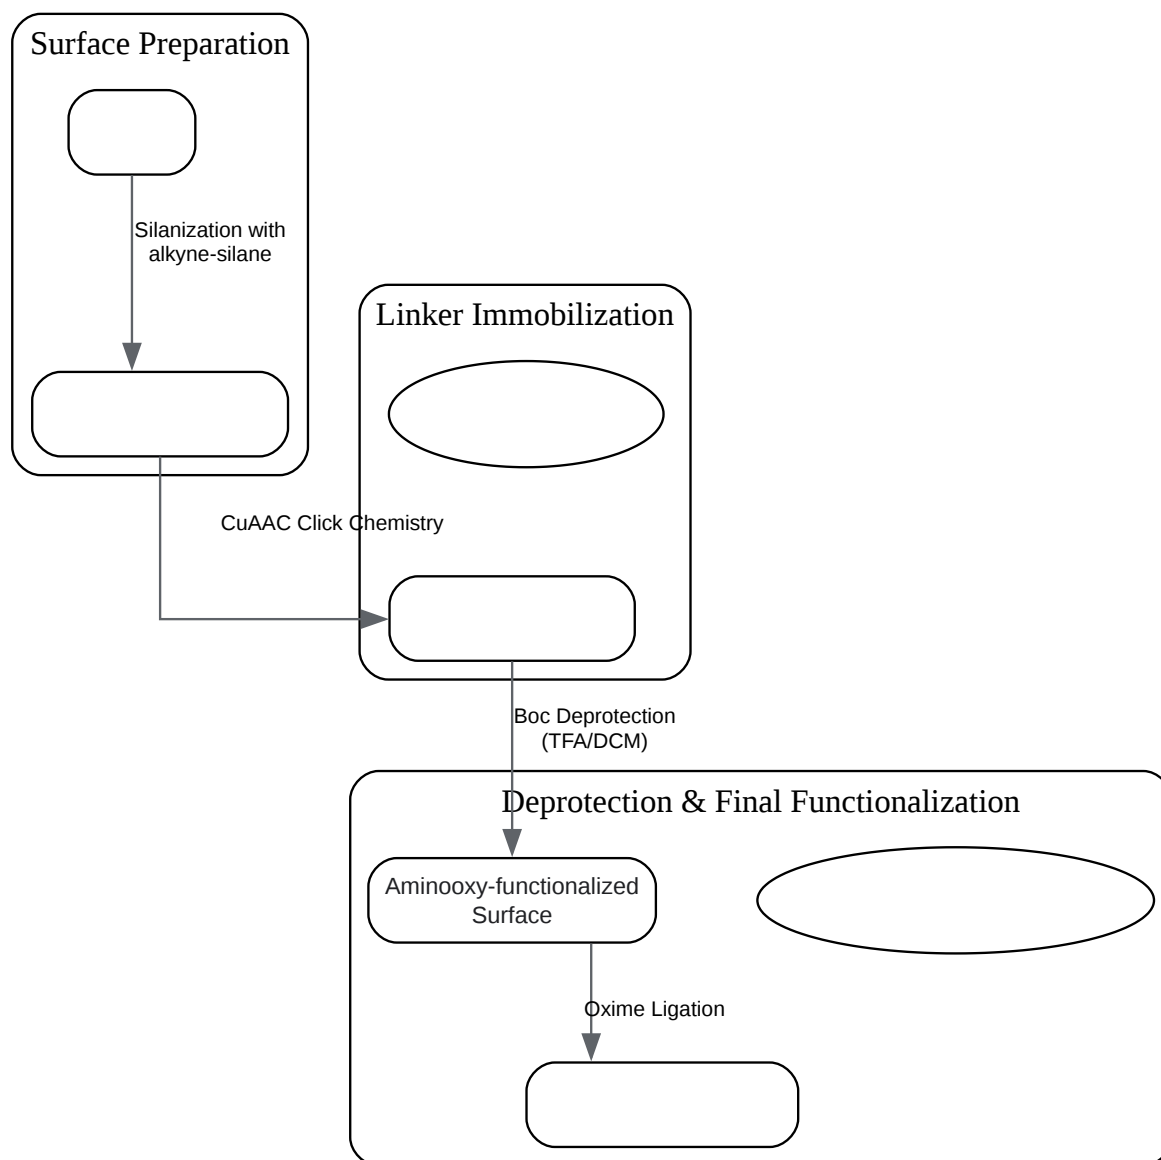 Surface Preparation
Silanization with
alkyne-silane
Linker Immobilization
CuAAC Click Chemistry
Boc Deprotection
(TFA/DCM)
Deprotection & Final Functionalization
Aminooxy-functionalized
Surface
Oxime Ligation